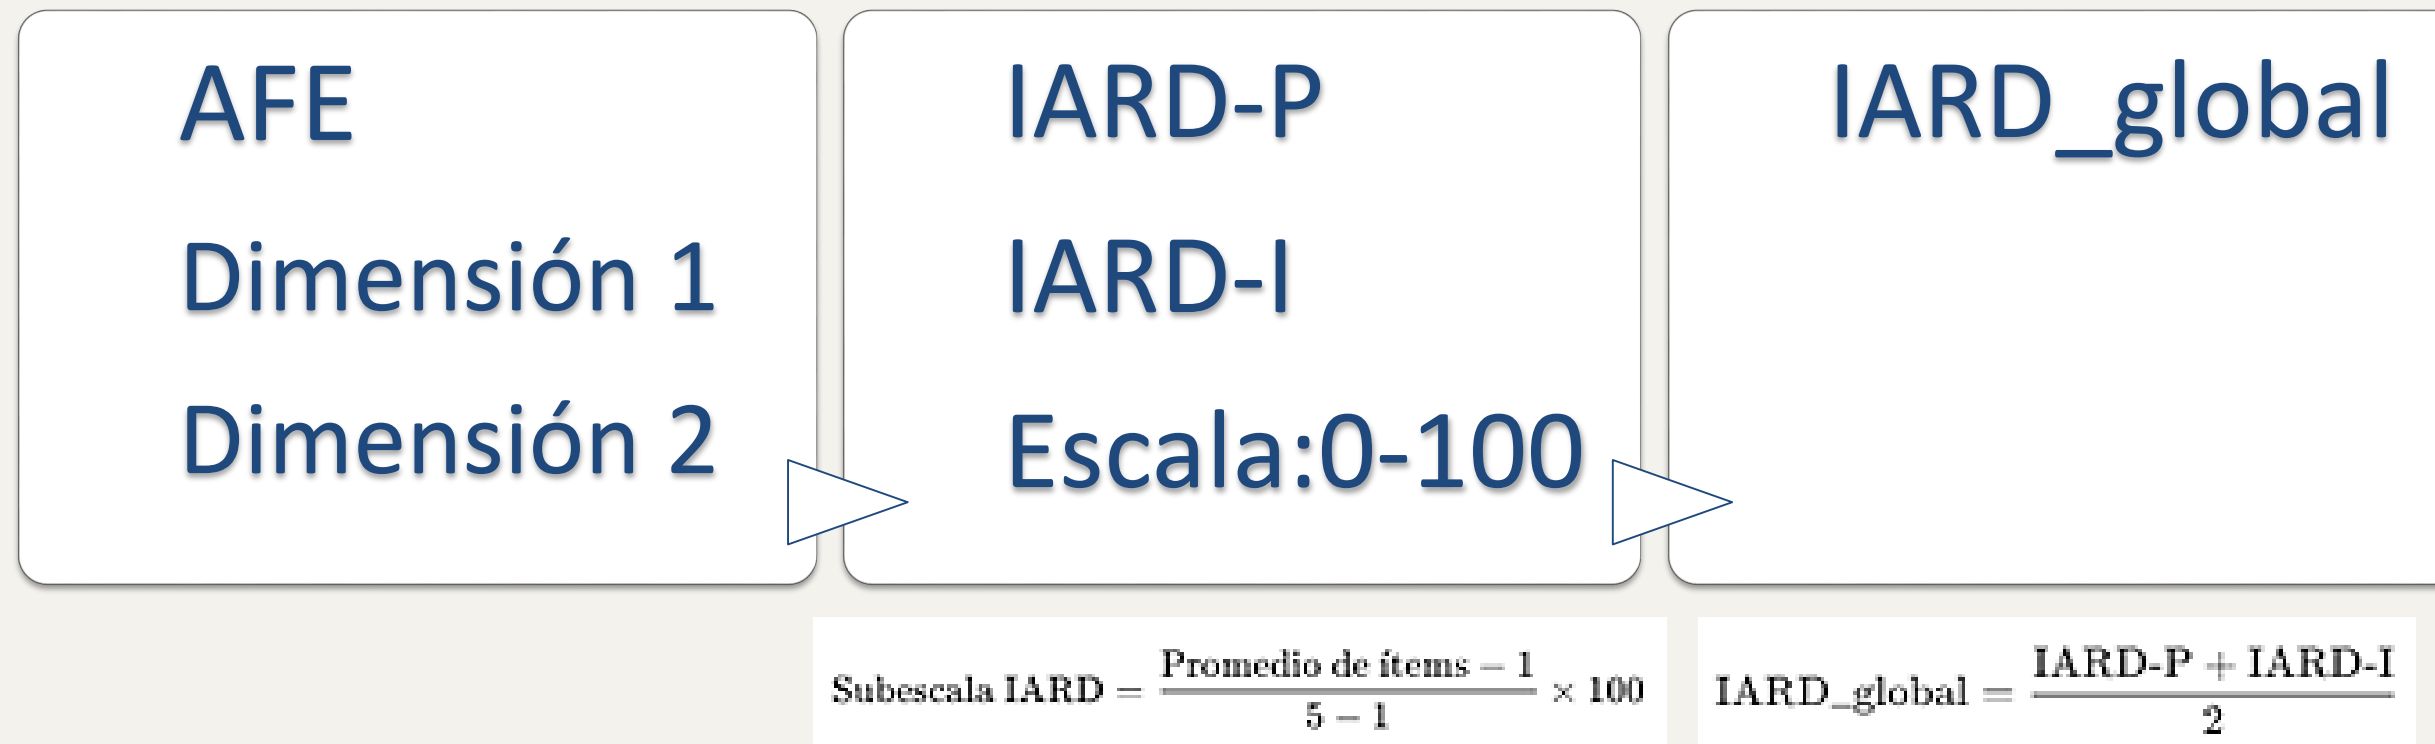 AFE
Dimensión 1
Dimensión 2
IARD-P
IARD-I
Escala:0-100
IARD_global
Subescala IARD = Promedio de ítems − 1 / 5 − 1 × 100
IARD_global = IARD-P + IARD-I / 2